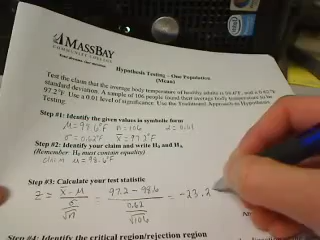 MASSBAY
COMMUNITY COLLEGE
Hypothesis Testing – One Population
(Mean)
Test the claim that the average body temperature of healthy adults is 98.6°F, and a 0.62°F
standard deviation. A sample of 106 people found their average body temperature to be
97.2°F. Use a 0.01 level of significance. Use the Traditional Approach to Hypothesis
Testing.
Step #1: Identify the given values in symbolic form
μ = 98.6°F n = 106 α = 0.01
σ = 0.62°F x̄ = 97.2°F
Step #2: Identify your claim and write H₀ and H
(Remember H₀ must contain equality)
claim μ = 98.6°F
Step #3: Calculate your test statistic
z = x̄ - μ / σ/√n = 97.2 - 98.6 / 0.62/√106 = -23.2
Step #4: Identify the critical region/rejection region